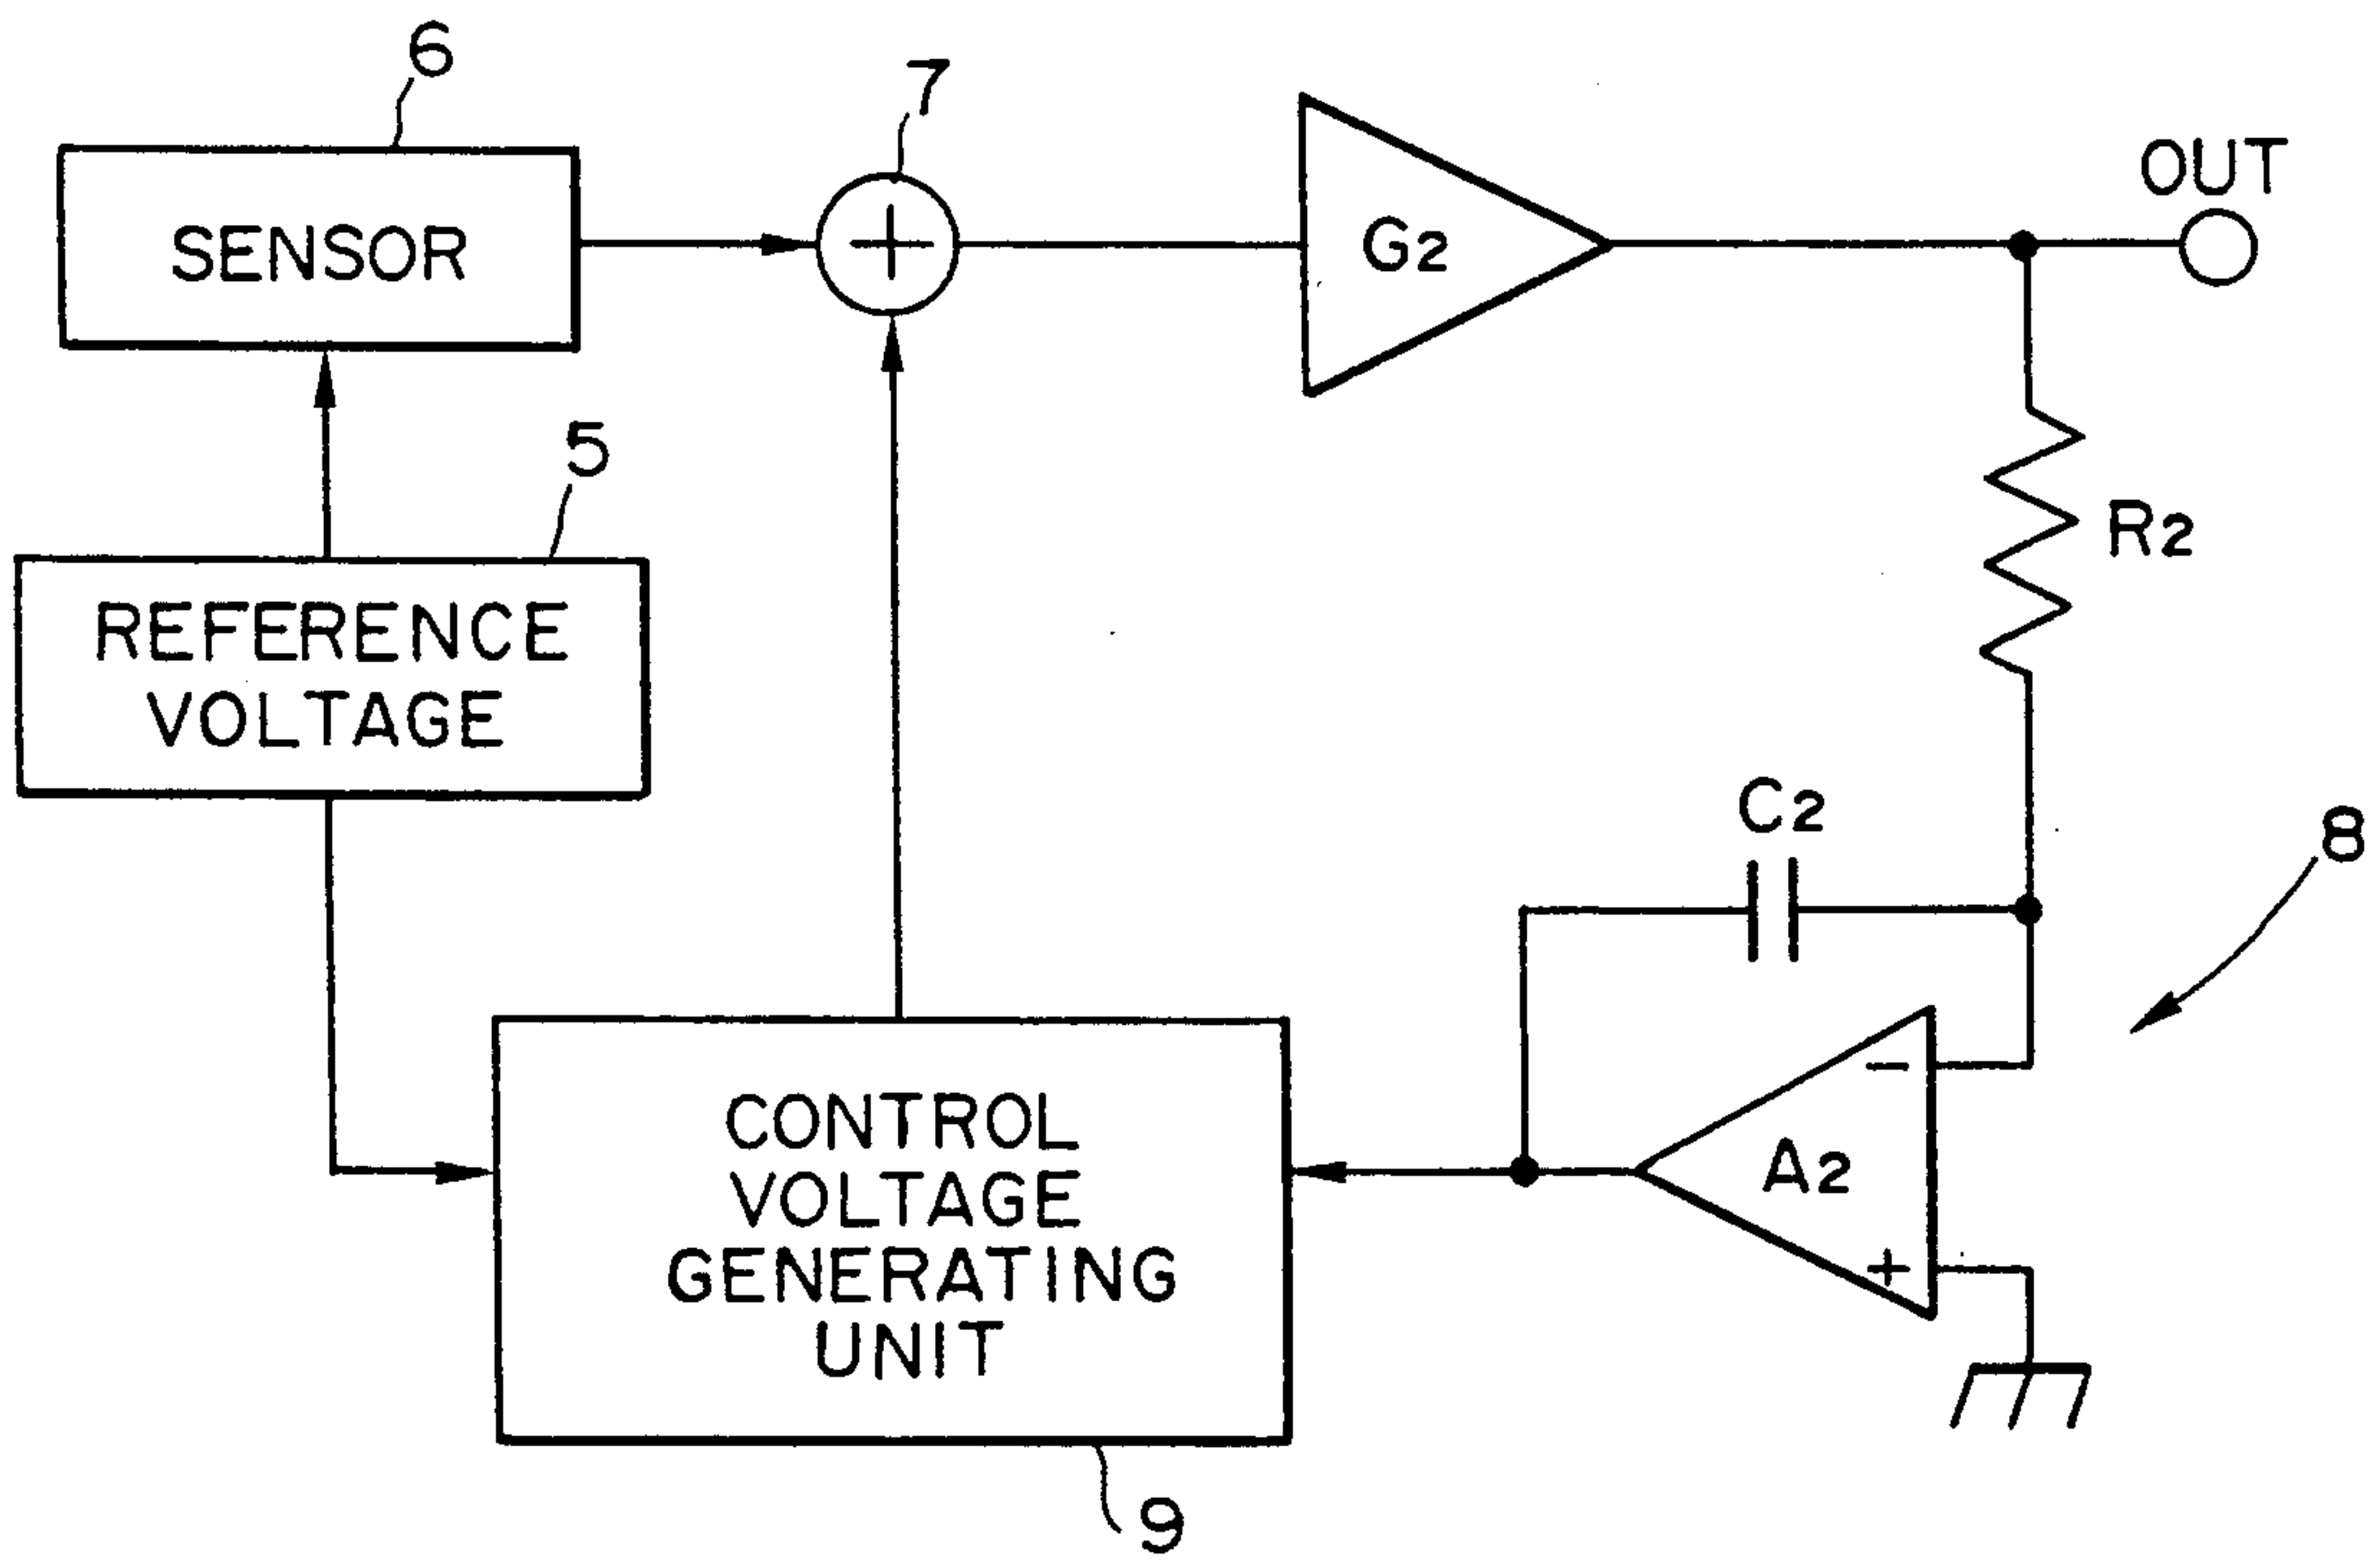 6
7
OUT
SENSOR
+
G2
5
R2
REFERENCE
VOLTAGE
C2
8
CONTROL
VOLTAGE
GENERATING
UNIT
−
A2
+
9